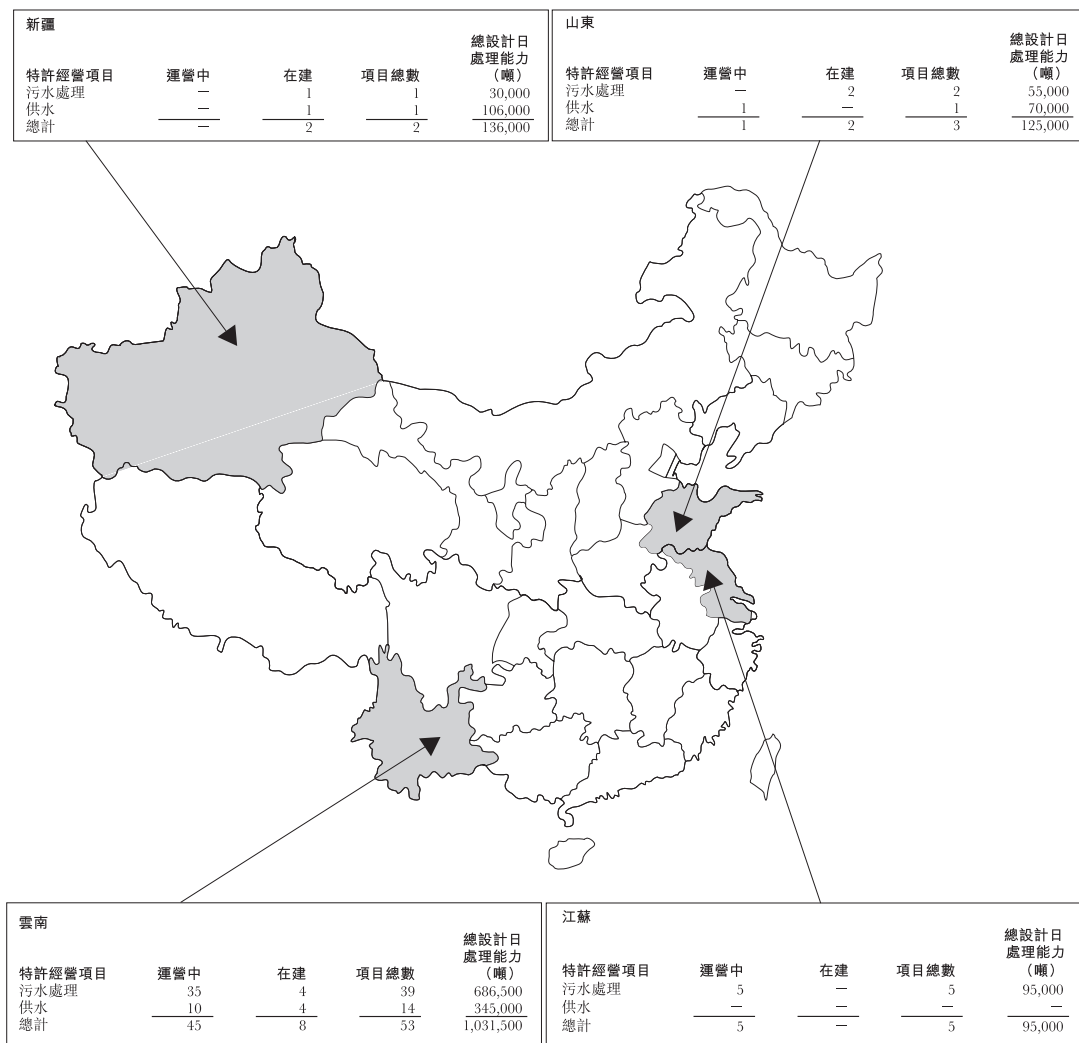 新疆
總設計日
處理能力
特許經營項目 運營中 在建 項目總數 （噸）
污水處理 — 1 1 30,000
供水 — 1 1 106,000
總計 — 2 2 136,000
山東
總設計日
處理能力
特許經營項目 運營中 在建 項目總數 （噸）
污水處理 — 2 2 55,000
供水 1 — 1 70,000
總計 1 2 3 125,000
雲南
總設計日
處理能力
特許經營項目 運營中 在建 項目總數 （噸）
污水處理 35 4 39 686,500
供水 10 4 14 345,000
總計 45 8 53 1,031,500
江蘇
總設計日
處理能力
特許經營項目 運營中 在建 項目總數 （噸）
污水處理 5 — 5 95,000
供水 — — — —
總計 5 — 5 95,000